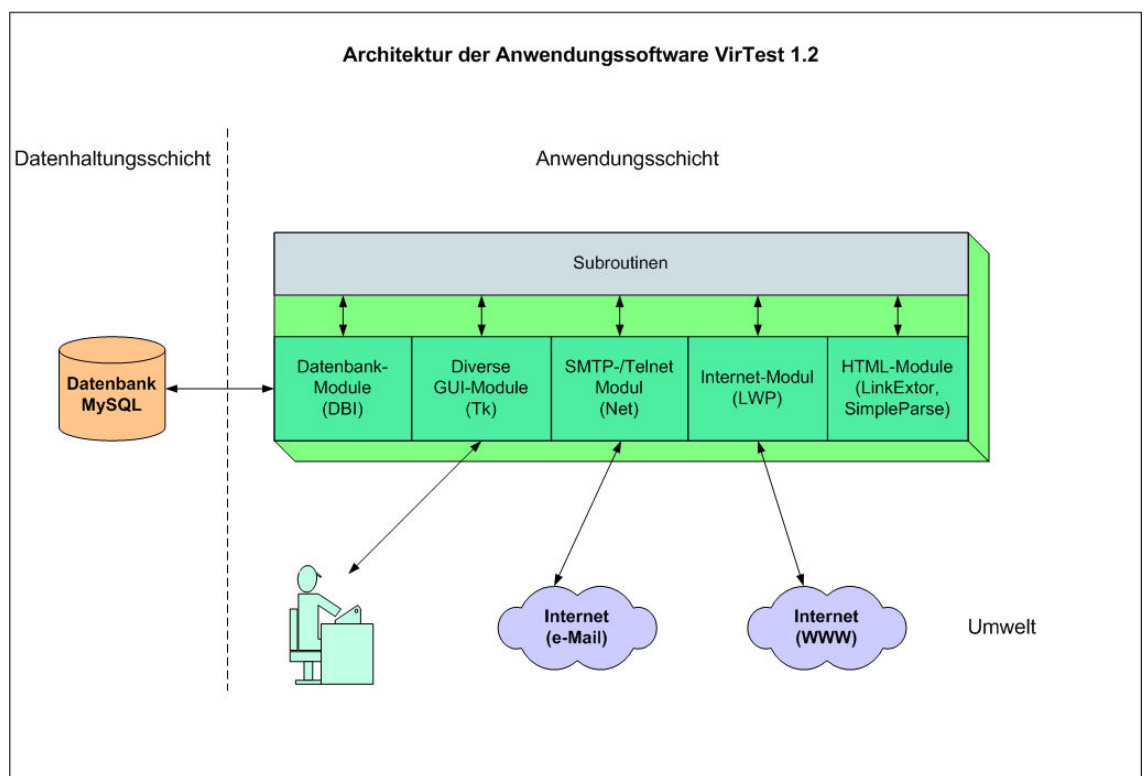 Architektur der Anwendungssoftware VirTest 1.2
Datenhaltungsschicht
Anwendungsschicht
Subroutinen
Datenbank
MySQL
Datenbank-
Module
(DBI)
Diverse
GUI-Module
(Tk)
SMTP-/Telnet
Modul
(Net)
Internet-Modul
(LWP)
HTML-Module
(LinkExtor,
SimpleParse)
Internet
(e-Mail)
Internet
(WWW)
Umwelt